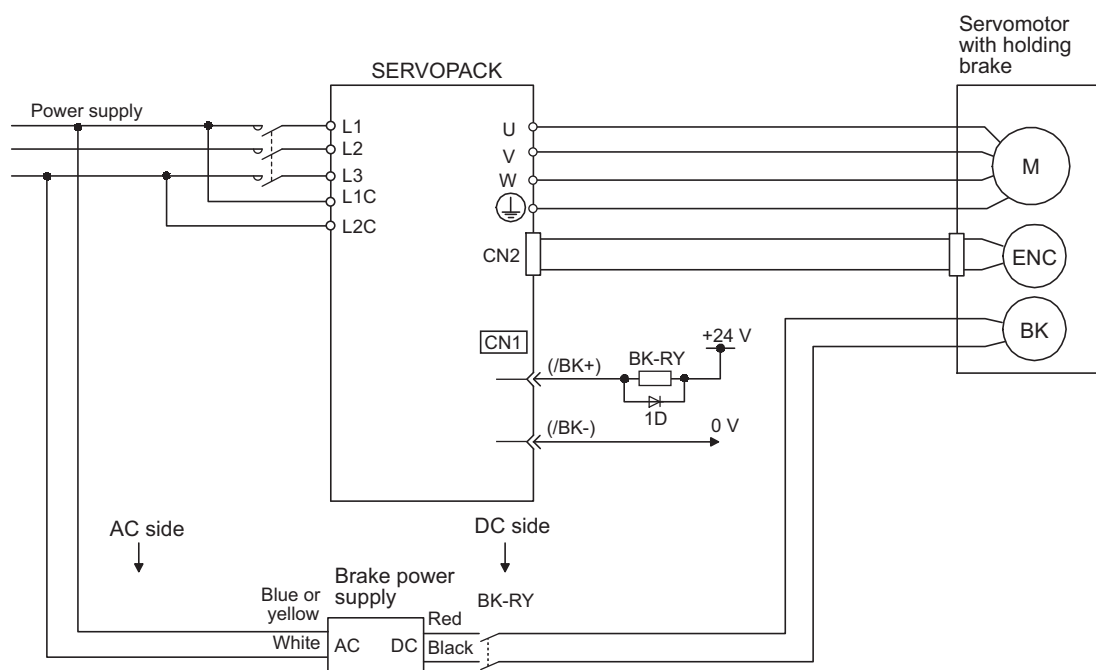 Servomotor
with holding
brake
SERVOPACK
Power supply
L1
L2
L3
L1C
L2C
U
V
W
M
CN2
ENC
CN1
BK
+24 V
BK-RY
(/BK+)
1D
(/BK-)
0 V
AC side
DC side
Brake power
supply
Blue or
yellow
White
AC
DC
Red
Black
BK-RY